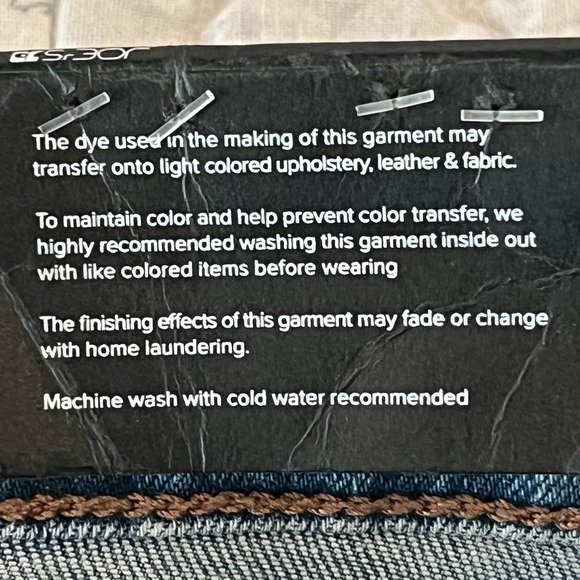 The dye used in the making of this garment may
transfer onto light colored upholstery, leather & fabric.
To maintain color and help prevent color transfer, we
highly recommended washing this garment inside out
with like colored items before wearing
The finishing effects of this garment may fade or change
with home laundering.
Machine wash with cold water recommended